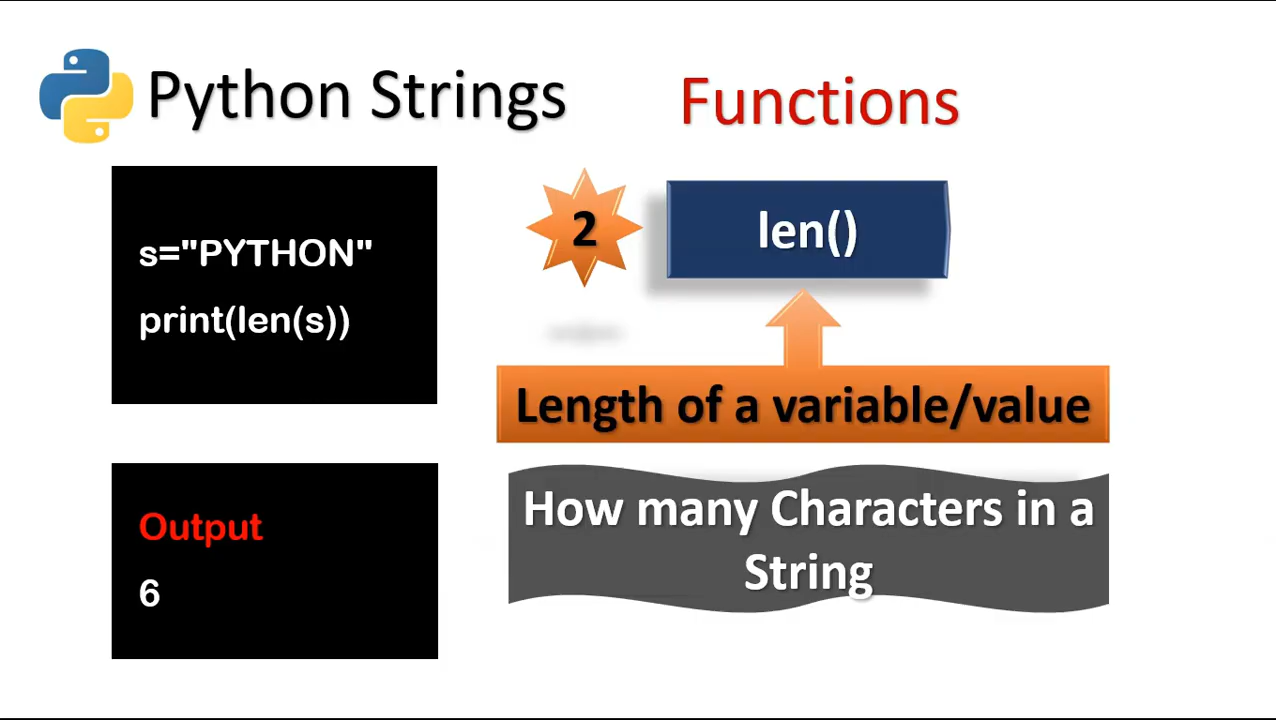 Python Strings
Functions
s="PYTHON"
print(len(s))
2
len()
Length of a variable/value
How many Characters in a
String
Output
6